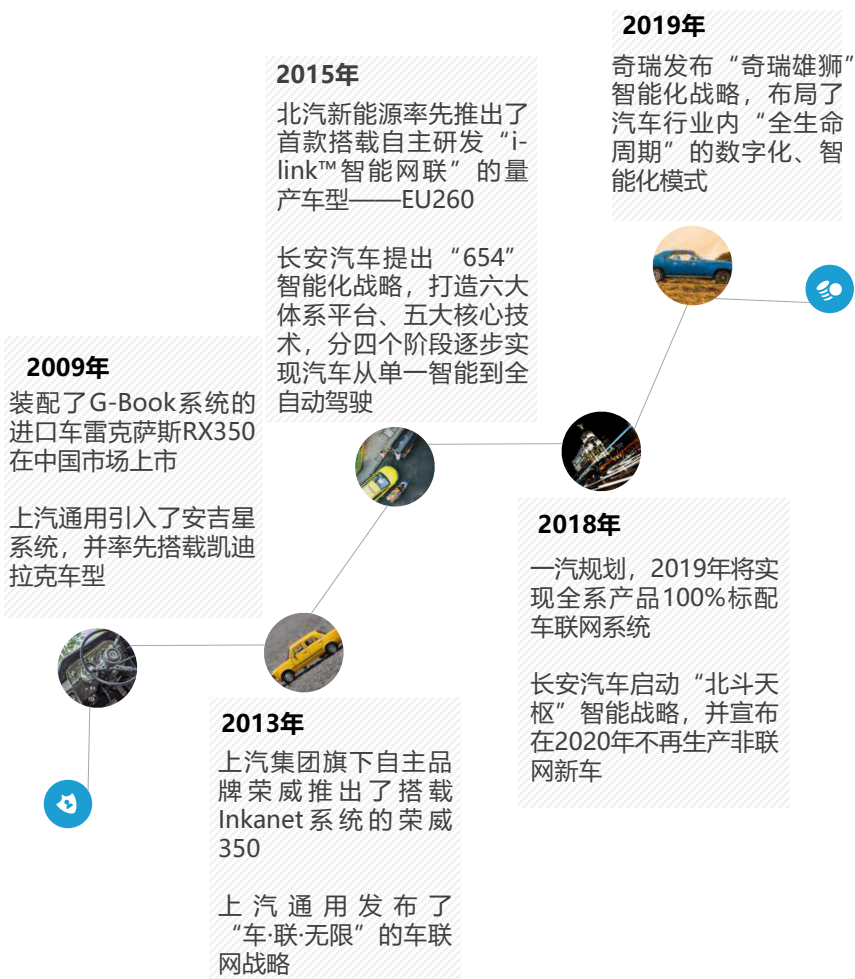 2009年
装配了G-Book系统的
进口车雷克萨斯RX350
在中国市场上市
上汽通用引入了安吉星
系统，并率先搭载凯迪
拉克车型
2013年
上汽集团旗下自主品
牌荣威推出了搭载
Inkanet系统的荣威
350
上汽通用发布了
“车·联·无限”的车联
网战略
2015年
北汽新能源率先推出了
首款搭载自主研发“i-
link™智能网联”的量
产车型——EU260
长安汽车提出“654”
智能化战略，打造六大
体系平台、五大核心技
术，分四个阶段逐步实
现汽车从单一智能到全
自动驾驶
2018年
一汽规划，2019年将实
现全系产品100%标配
车联网系统
长安汽车启动“北斗天
枢”智能战略，并宣布
在2020年不再生产非联
网新车
2019年
奇瑞发布“奇瑞雄狮”
智能化战略，布局了
汽车行业内“全生命
周期”的数字化、智
能化模式